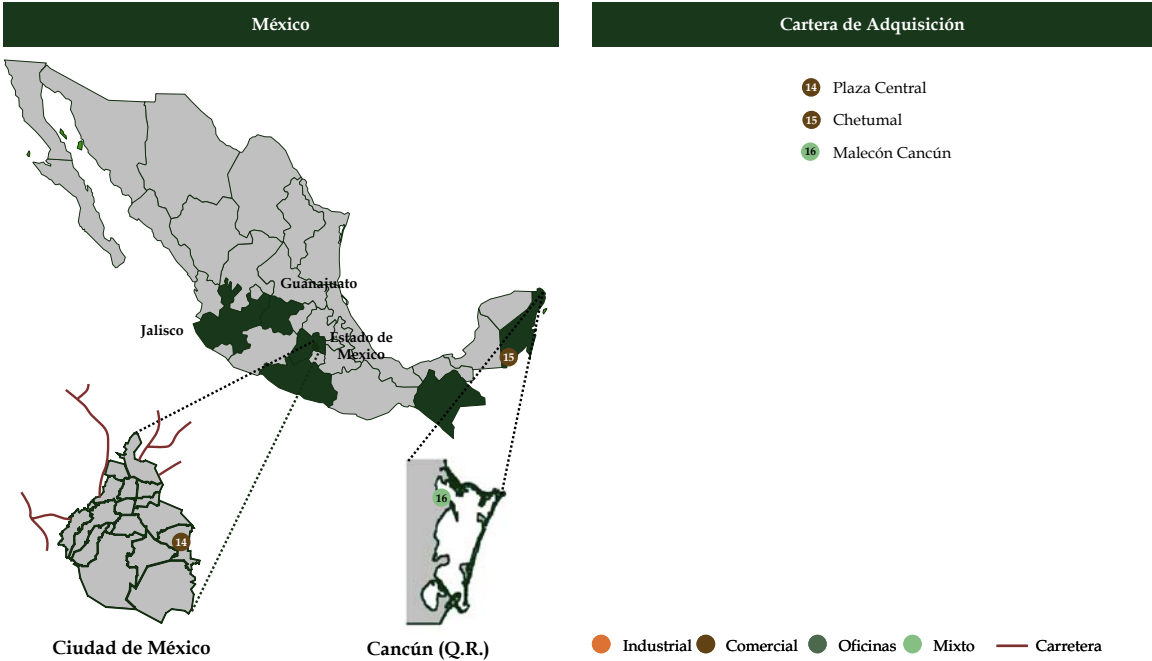 México
Cartera de Adquisición
14 Plaza Central
15 Chetumal
16 Malecón Cancún
Guanajuato
Jalisco
Estado de
México
15
16
14
Ciudad de México
Cancún (Q.R.)
Industrial Comercial Oficinas Mixto Carretera